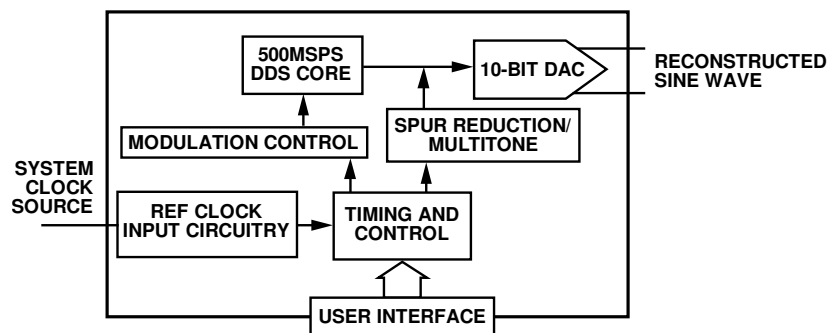 500MSPS
DDS CORE
10-BIT DAC
RECONSTRUCTED
SINE WAVE
MODULATION CONTROL
SPUR REDUCTION/
MULTITONE
SYSTEM
CLOCK
SOURCE
REF CLOCK
INPUT CIRCUITRY
TIMING AND
CONTROL
USER INTERFACE